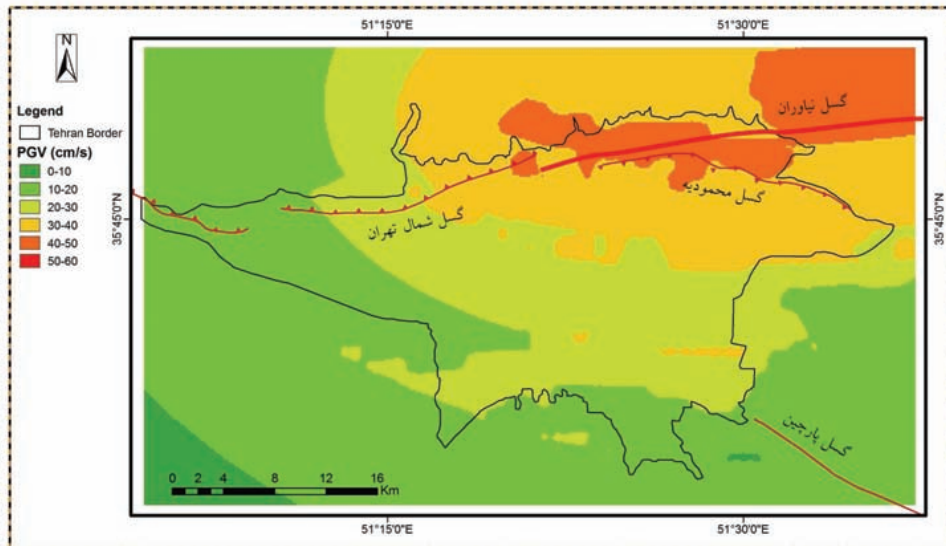 51°15'0"E
51°30'0"E
N
Legend
Tehran Border
PGV (cm/s)
0-10
10-20
20-30
30-40
40-50
50-60
گسل نیاوران
گسل محمودیه
گسل شمال تهران
گسل پارچین
35°45'0"N
35°45'0"N
0 2 4 8 12 16
Km
51°15'0"E
51°30'0"E